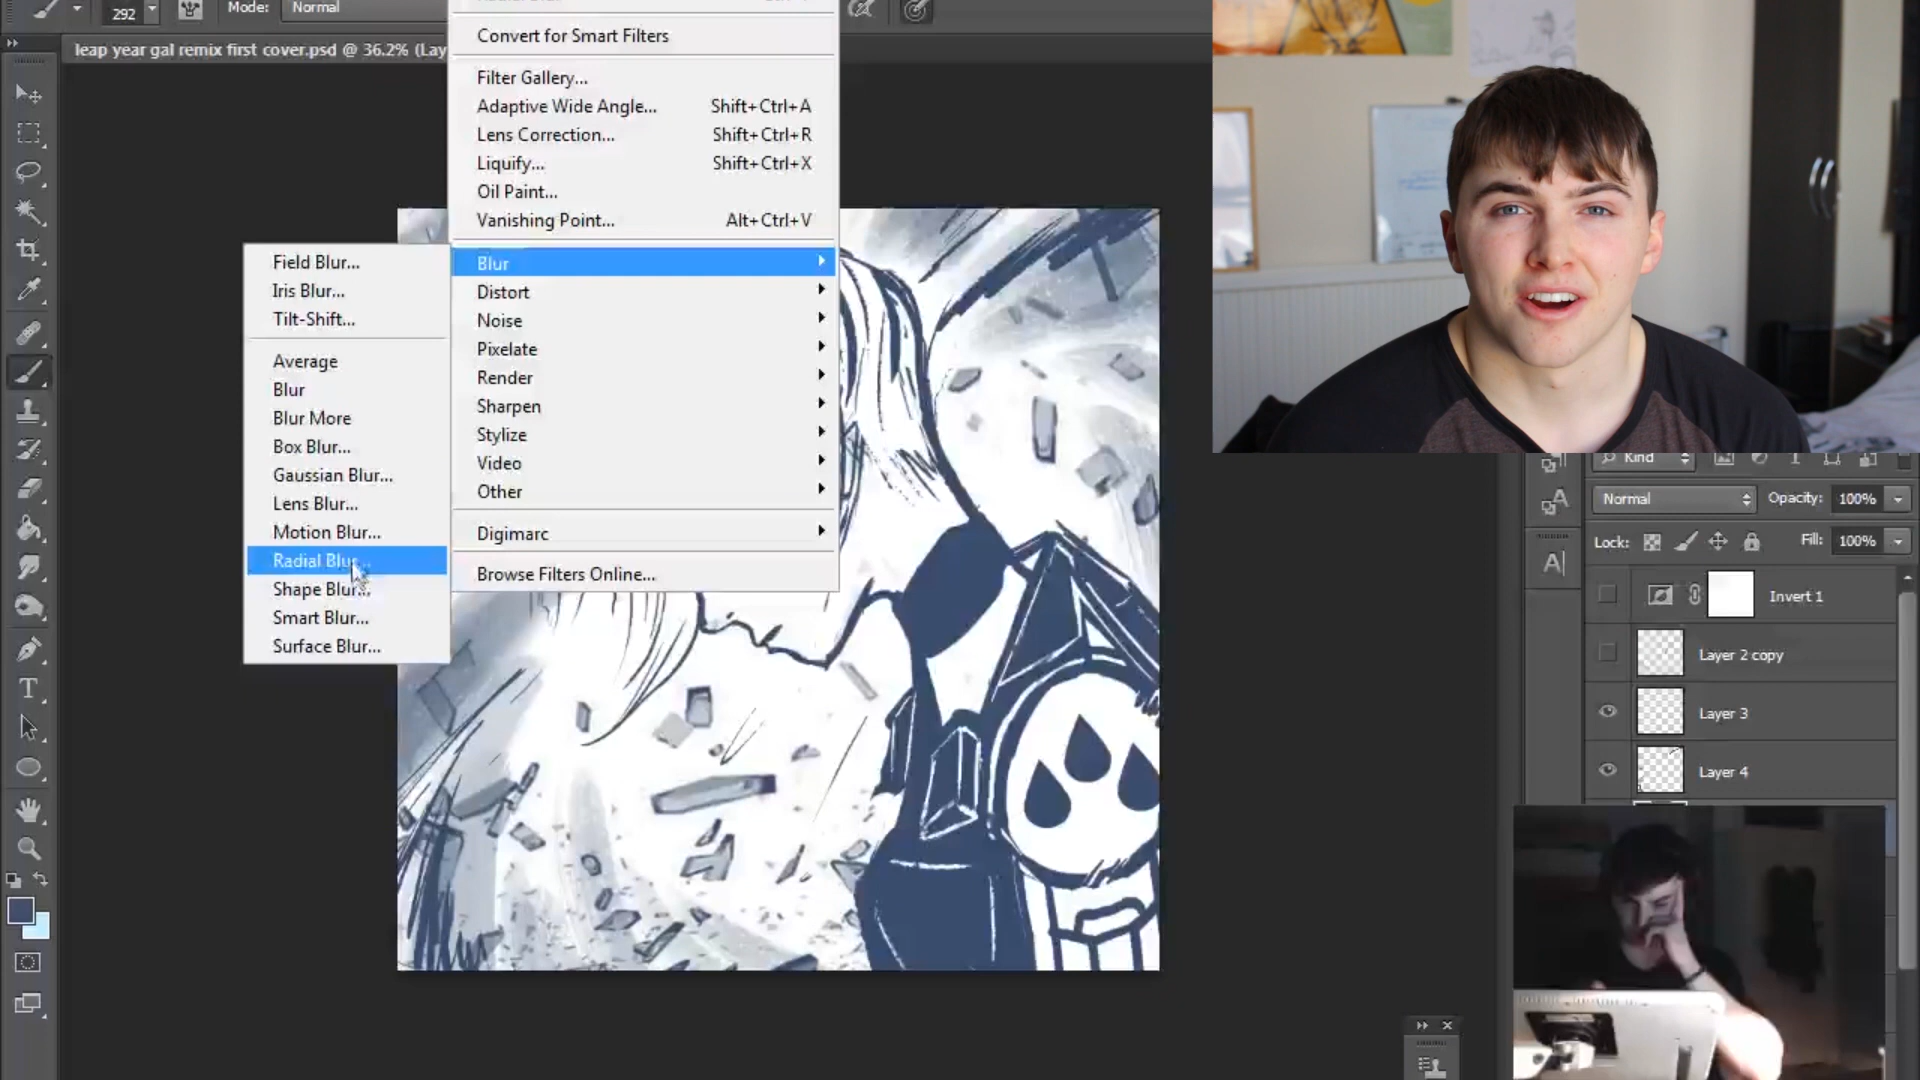 292
Mode:
Normal
leap year gal remix first cover.psd @ 36.2% (Lay
Convert for Smart Filters
Filter Gallery...
Adaptive Wide Angle... Shift+Ctrl+A
Lens Correction... Shift+Ctrl+R
Liquify... Shift+Ctrl+X
Oil Paint...
Vanishing Point... Alt+Ctrl+V
Blur
Distort
Noise
Pixelate
Render
Sharpen
Stylize
Video
Other
Digimarc
Browse Filters Online...
Field Blur...
Iris Blur...
Tilt-Shift...
Average
Blur
Blur More
Box Blur...
Gaussian Blur...
Lens Blur...
Motion Blur...
Radial Blur...
Shape Blur...
Smart Blur...
Surface Blur...
Kind
Normal
Opacity: 100%
Lock:
Fill: 100%
Invert 1
Layer 2 copy
Layer 3
Layer 4